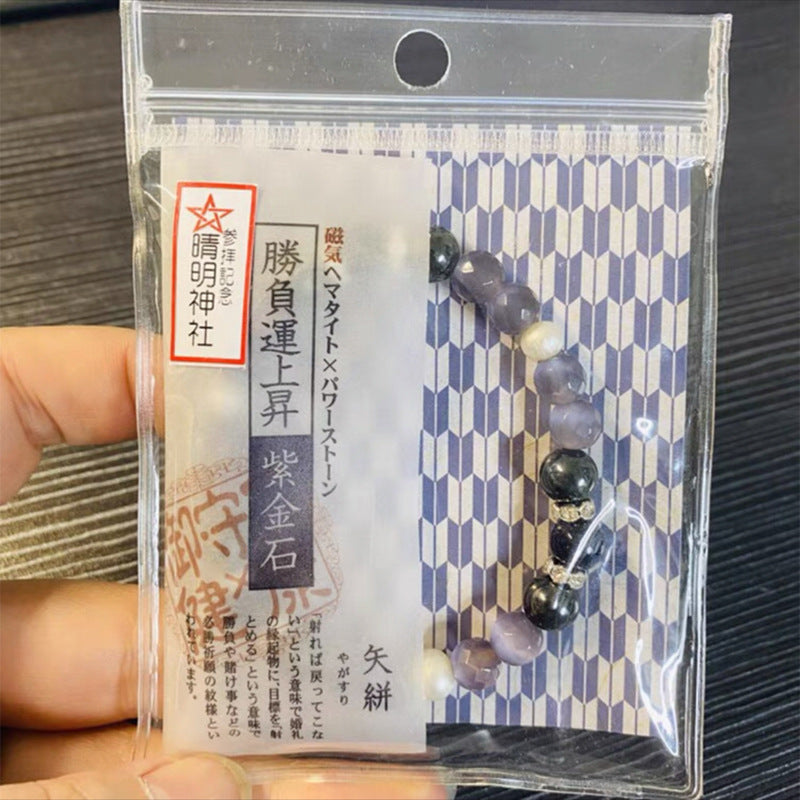 磁気ヘマタイト×パワーストーン
勝負運上昇
紫金石
参拝記念
晴明神社
御守
健
矢絣
やがすり
「射れば戻ってこな
い」という意味で婚礼
の縁起物に、目標を「射
とめる」という意味で
勝負や賭け事などの
必勝祈願の紋様とい
われています。